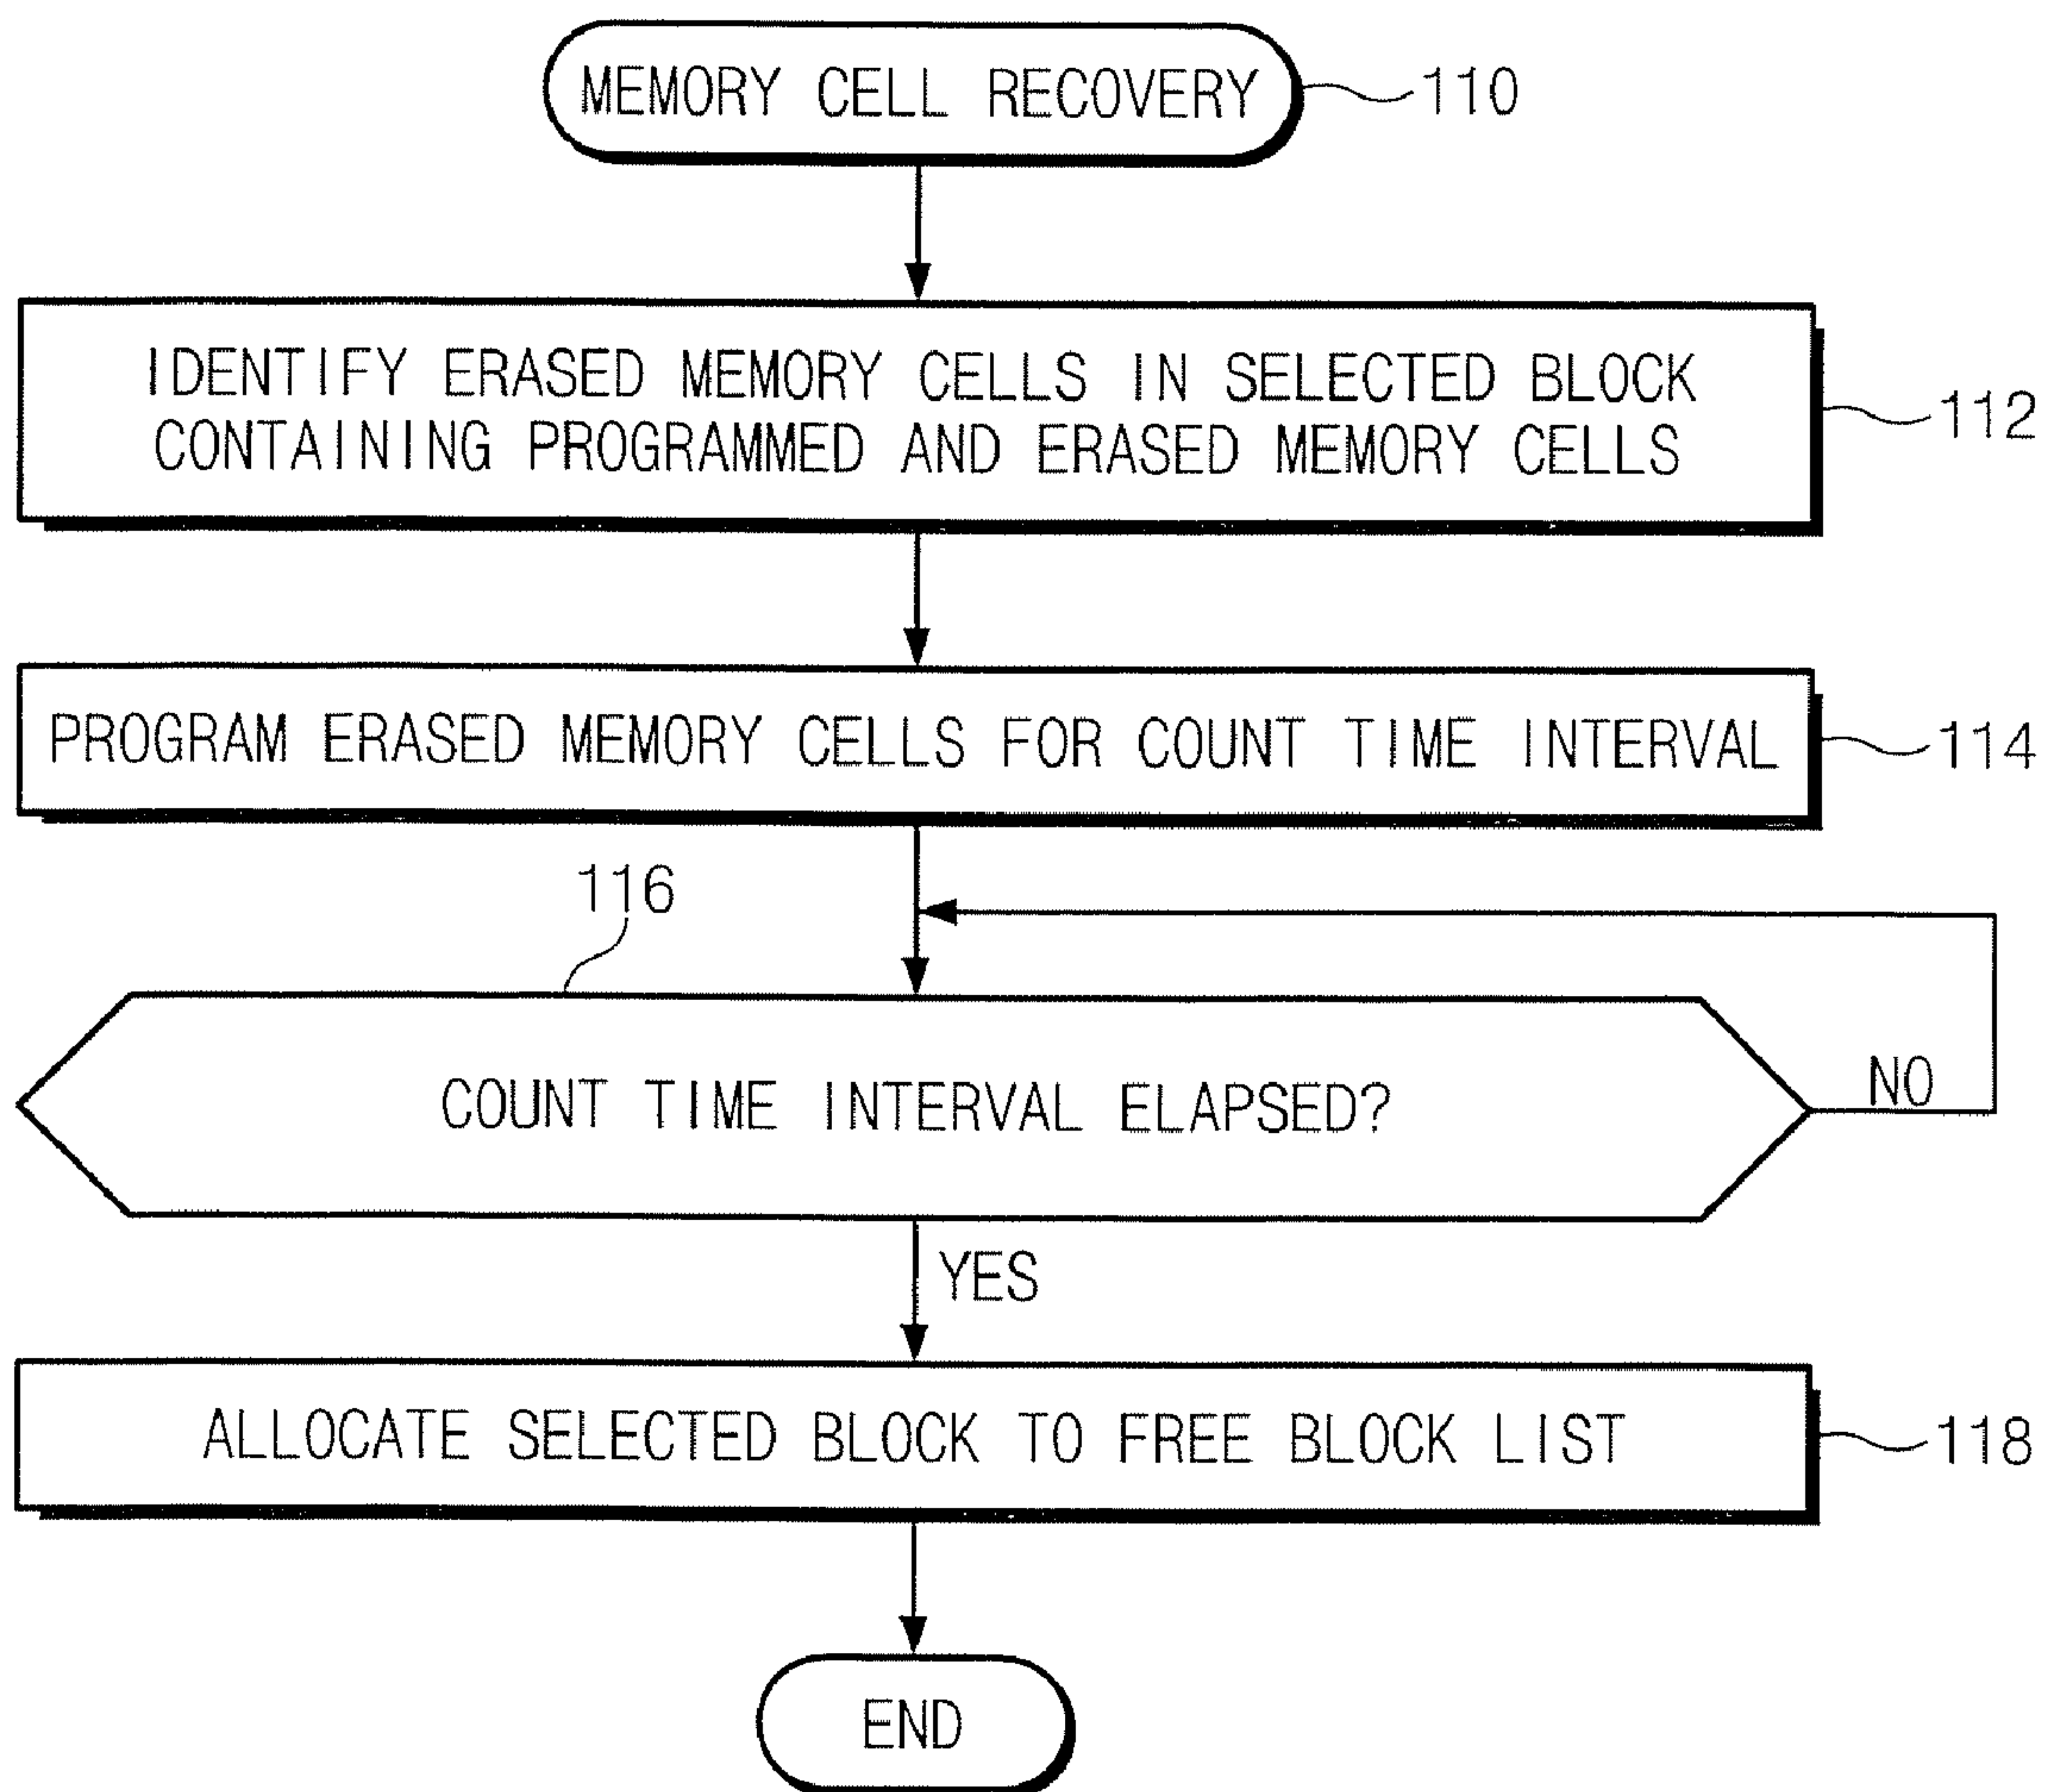 MEMORY CELL RECOVERY
110
IDENTIFY ERASED MEMORY CELLS IN SELECTED BLOCK
CONTAINING PROGRAMMED AND ERASED MEMORY CELLS
112
PROGRAM ERASED MEMORY CELLS FOR COUNT TIME INTERVAL
114
116
COUNT TIME INTERVAL ELAPSED?
NO
YES
ALLOCATE SELECTED BLOCK TO FREE BLOCK LIST
118
END